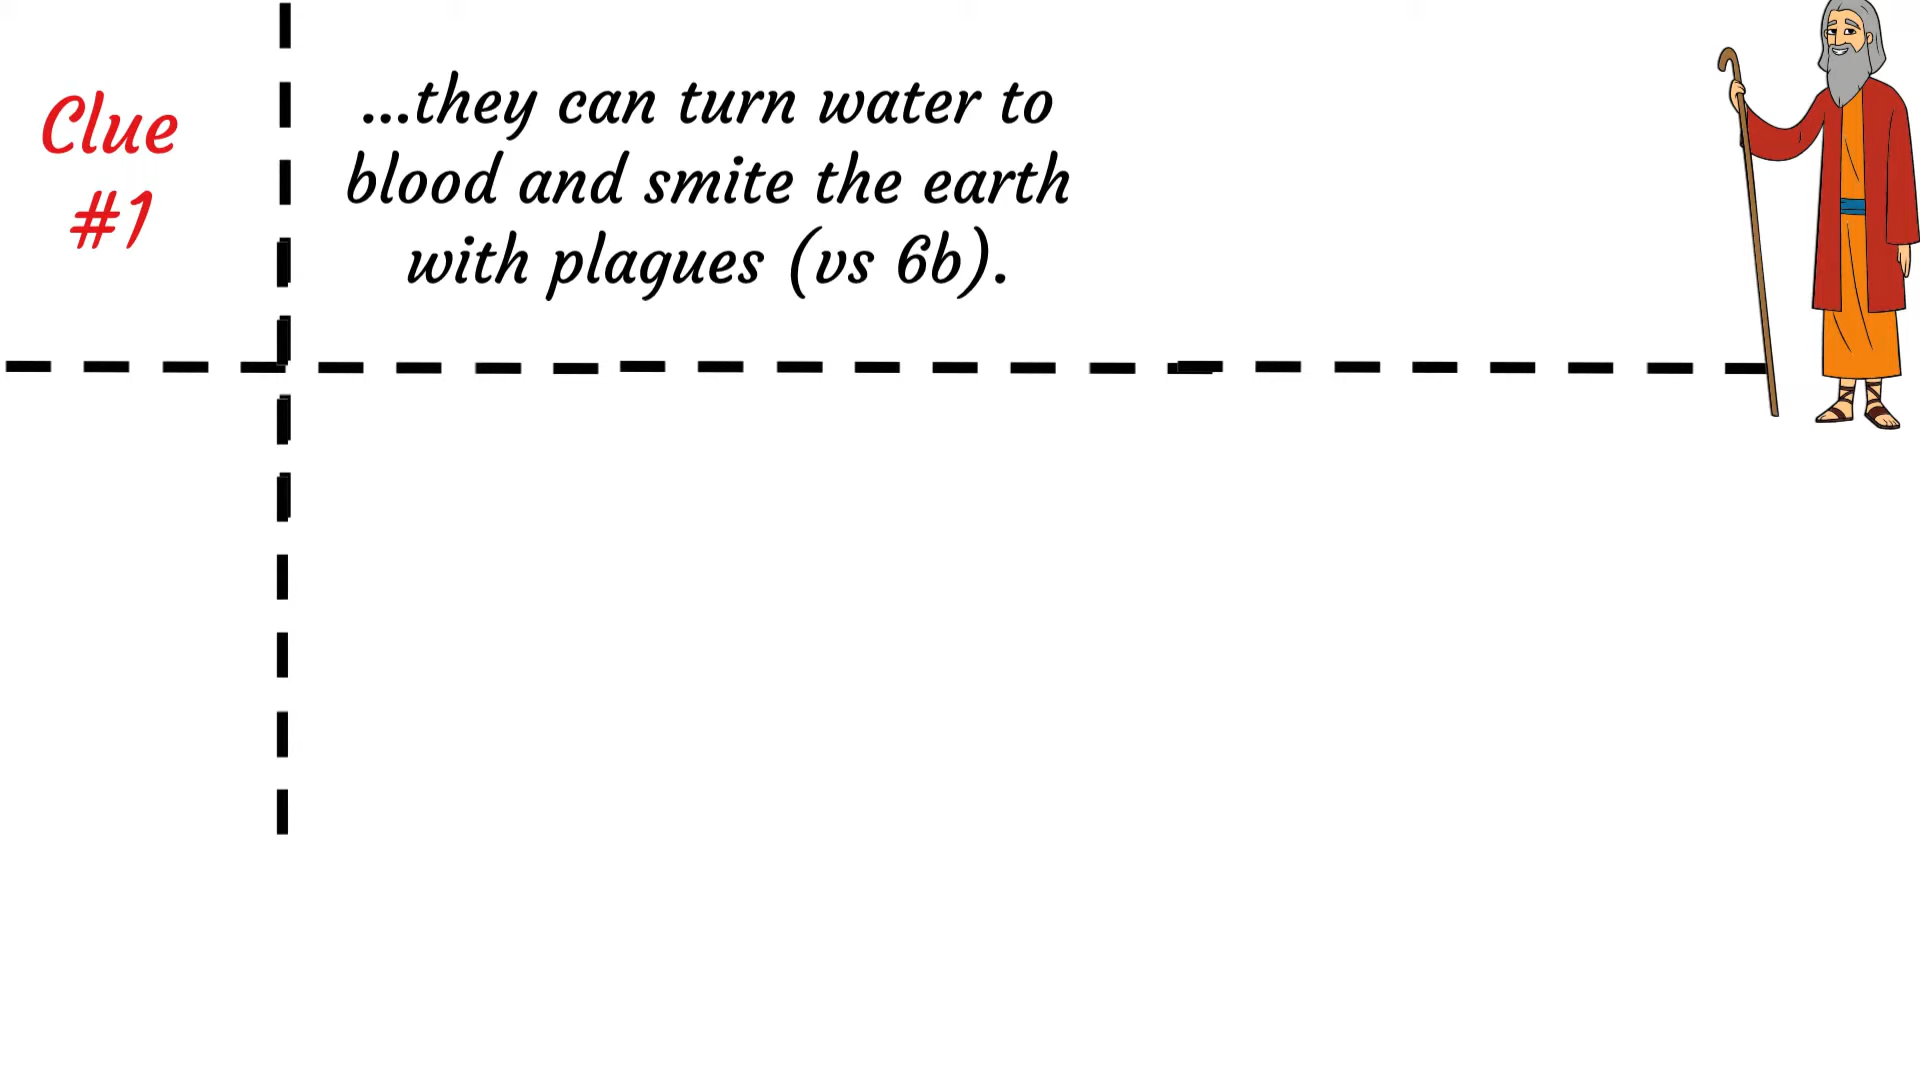 Clue
#1
...they can turn water to
blood and smite the earth
with plagues (vs 6b).